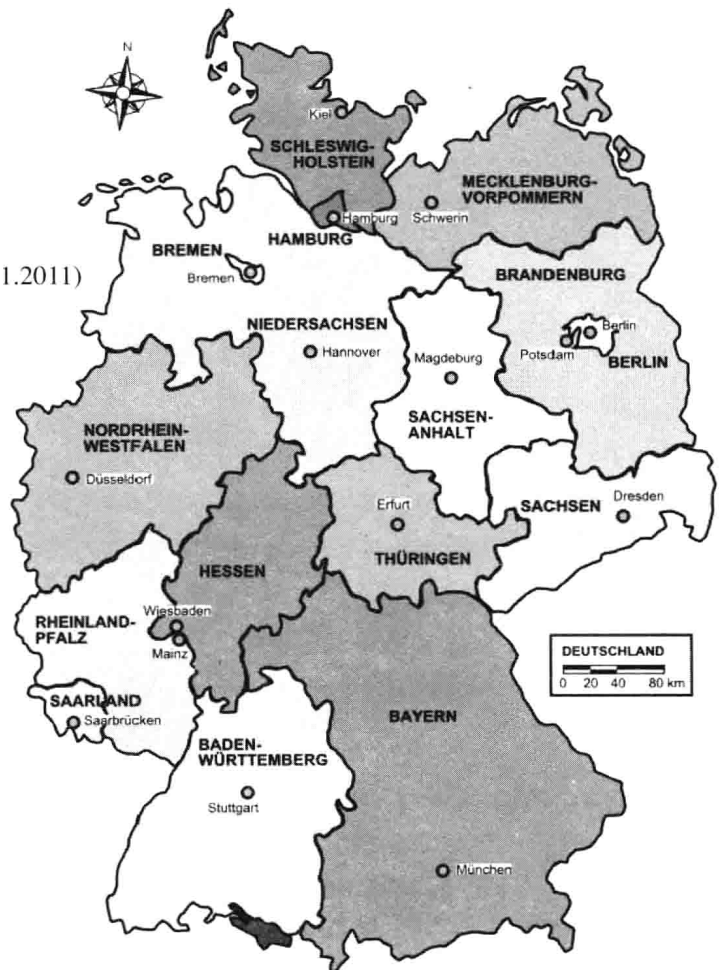 N
Kiel
SCHLESWIG-
HOLSTEIN
MECKLENBURG-
VORPOMMERN
Hamburg
Schwerin
HAMBURG
BREMEN
Bremen
1.2011)
BRANDENBURG
NIEDERSACHSEN
Hannover
Berlin
Potsdam
BERLIN
Magdeburg
SACHSEN-
ANHALT
NORDRHEIN-
WESTFALEN
Düsseldorf
Erfurt
THÜRINGEN
SACHSEN
Dresden
HESSEN
RHEINLAND-
PFALZ
Wiesbaden
Mainz
SAARLAND
Saarbrücken
DEUTSCHLAND
0 20 40 80 km
BAYERN
BADEN-
WÜRTTEMBERG
Stuttgart
München